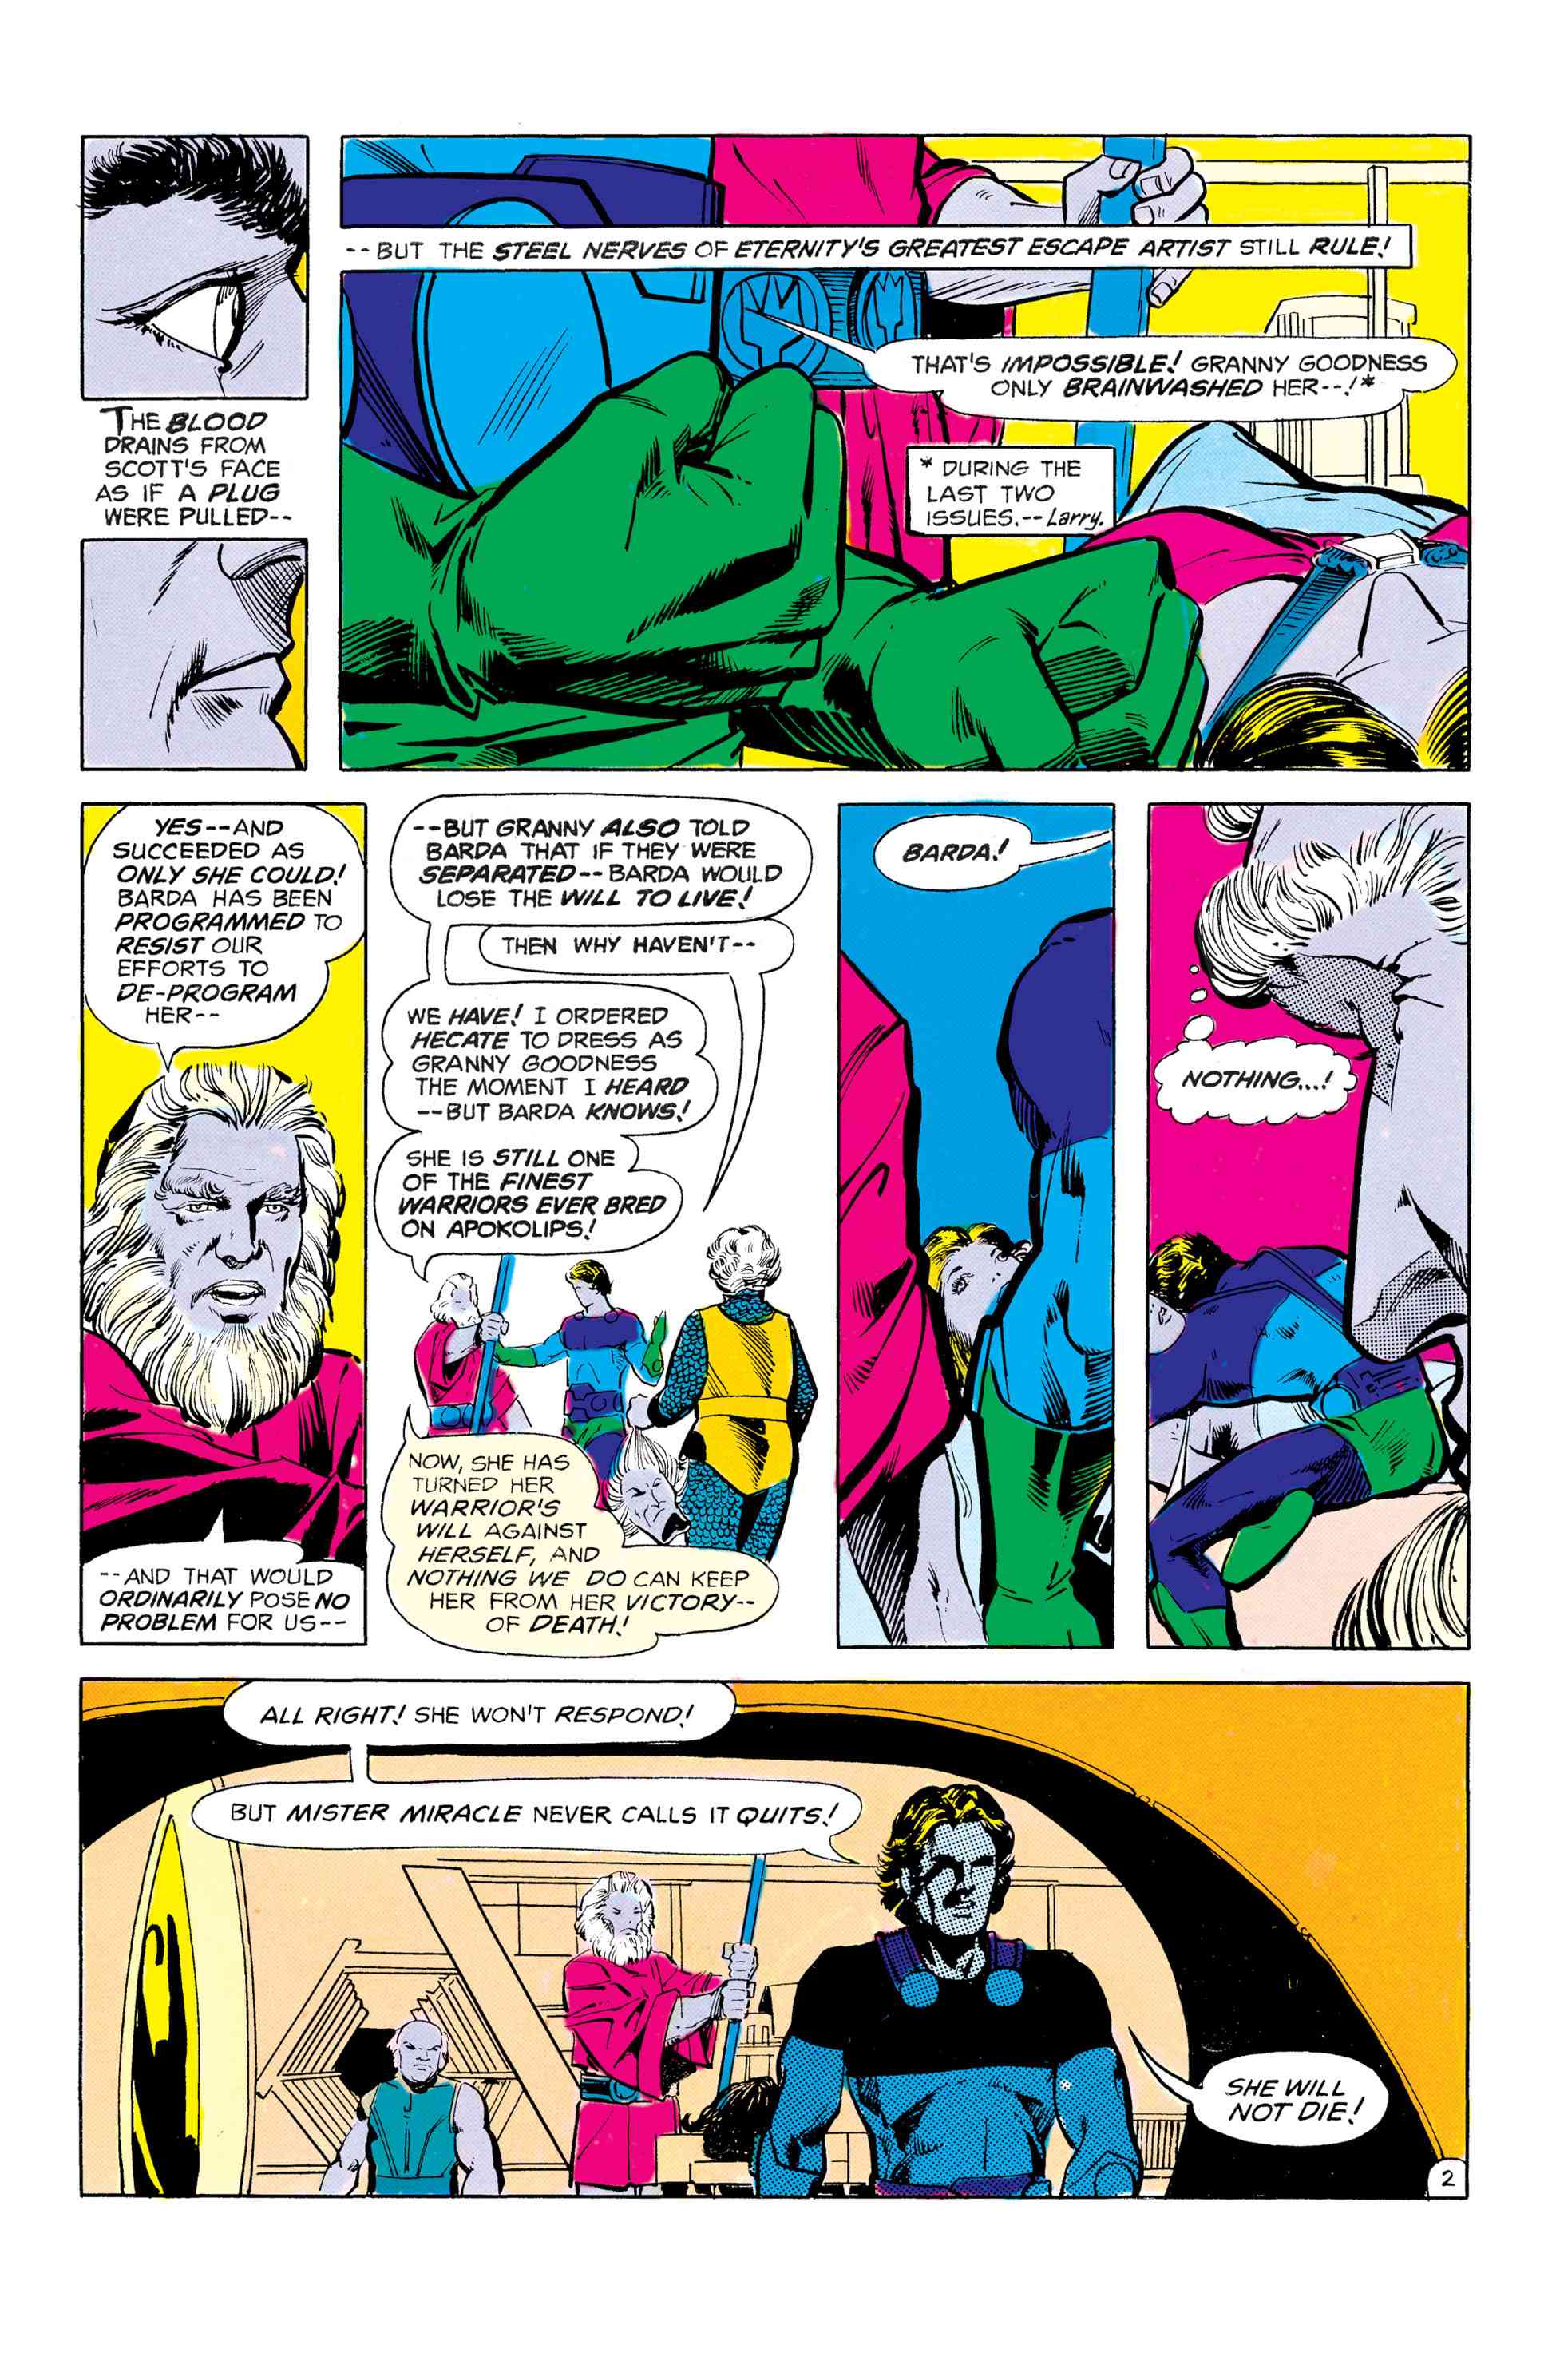 THE BLOOD
DRAINS FROM
SCOTT'S FACE
AS IF A PLUG
WERE PULLED--
-- BUT THE STEEL NERVES OF ETERNITY'S GREATEST ESCAPE ARTIST STILL RULE!
THAT'S IMPOSSIBLE! GRANNY GOODNESS
ONLY BRAINWASHED HER--!*
* DURING THE
LAST TWO
ISSUES.-- Larry.
YES--AND
SUCCEEDED AS
ONLY SHE COULD!
BARDA HAS BEEN
PROGRAMMED TO
RESIST OUR
EFFORTS TO
DE-PROGRAM
HER--
--AND THAT WOULD
ORDINARILY POSE NO
PROBLEM FOR US--
--BUT GRANNY ALSO TOLD
BARDA THAT IF THEY WERE
SEPARATED-- BARDA WOULD
LOSE THE WILL TO LIVE!
THEN WHY HAVEN'T--
WE HAVE! I ORDERED
HECATE TO DRESS AS
GRANNY GOODNESS
THE MOMENT I HEARD
--BUT BARDA KNOWS!
SHE IS STILL ONE
OF THE FINEST
WARRIORS EVER BRED
ON APOKOLIPS!
NOW, SHE HAS
TURNED HER
WARRIOR'S
WILL AGAINST
HERSELF, AND
NOTHING WE DO CAN KEEP
HER FROM HER VICTORY--
OF DEATH!
BARDA!
NOTHING...!
ALL RIGHT! SHE WON'T RESPOND!
BUT MISTER MIRACLE NEVER CALLS IT QUITS!
SHE WILL
NOT DIE!
2